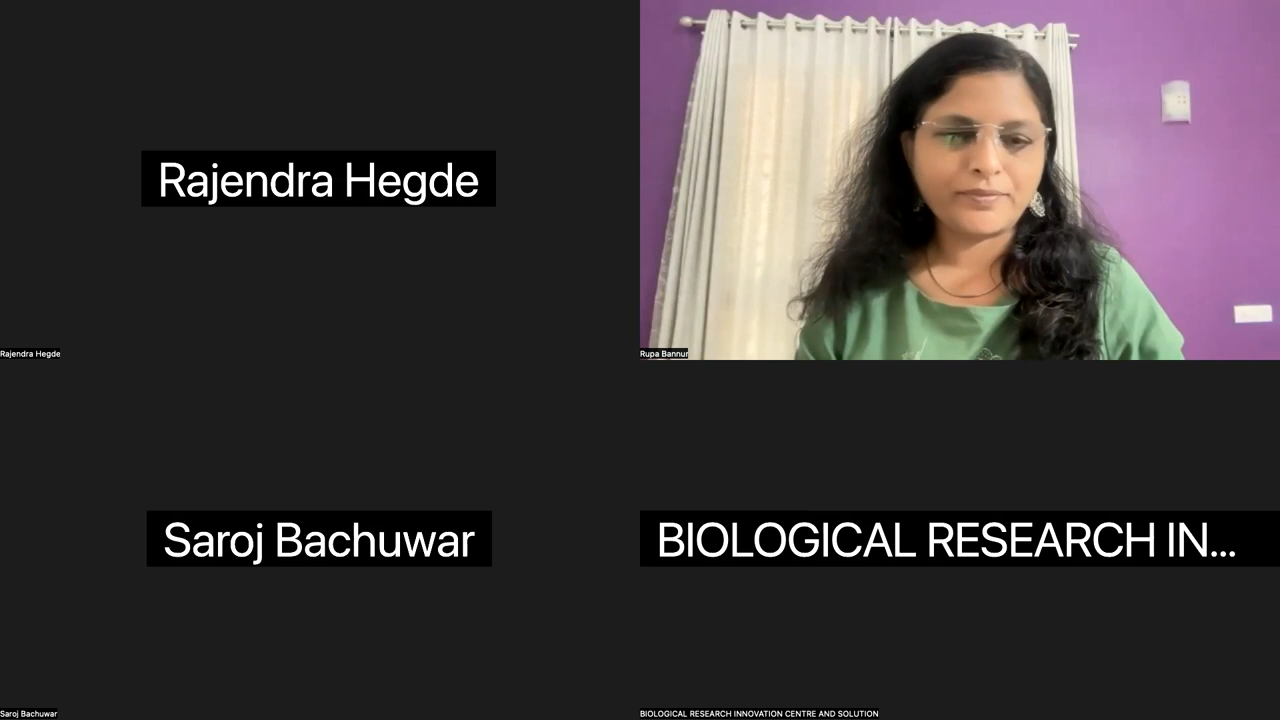 Rajendra Hegde
Rajendra Hegde
Rupa Bannur
Saroj Bachuwar
BIOLOGICAL RESEARCH IN...
Saroj Bachuwar
BIOLOGICAL RESEARCH INNOVATION CENTRE AND SOLUTION